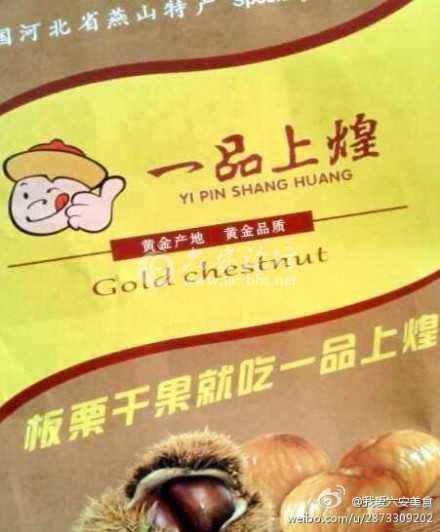 国河北省燕山特产 Special
一品上煌
YI PIN SHANG HUANG
黄金产地 黄金品质
Gold chestnut
板栗干果就吃一品上煌
@我爱六安美食
weibo.com/u/2873309202